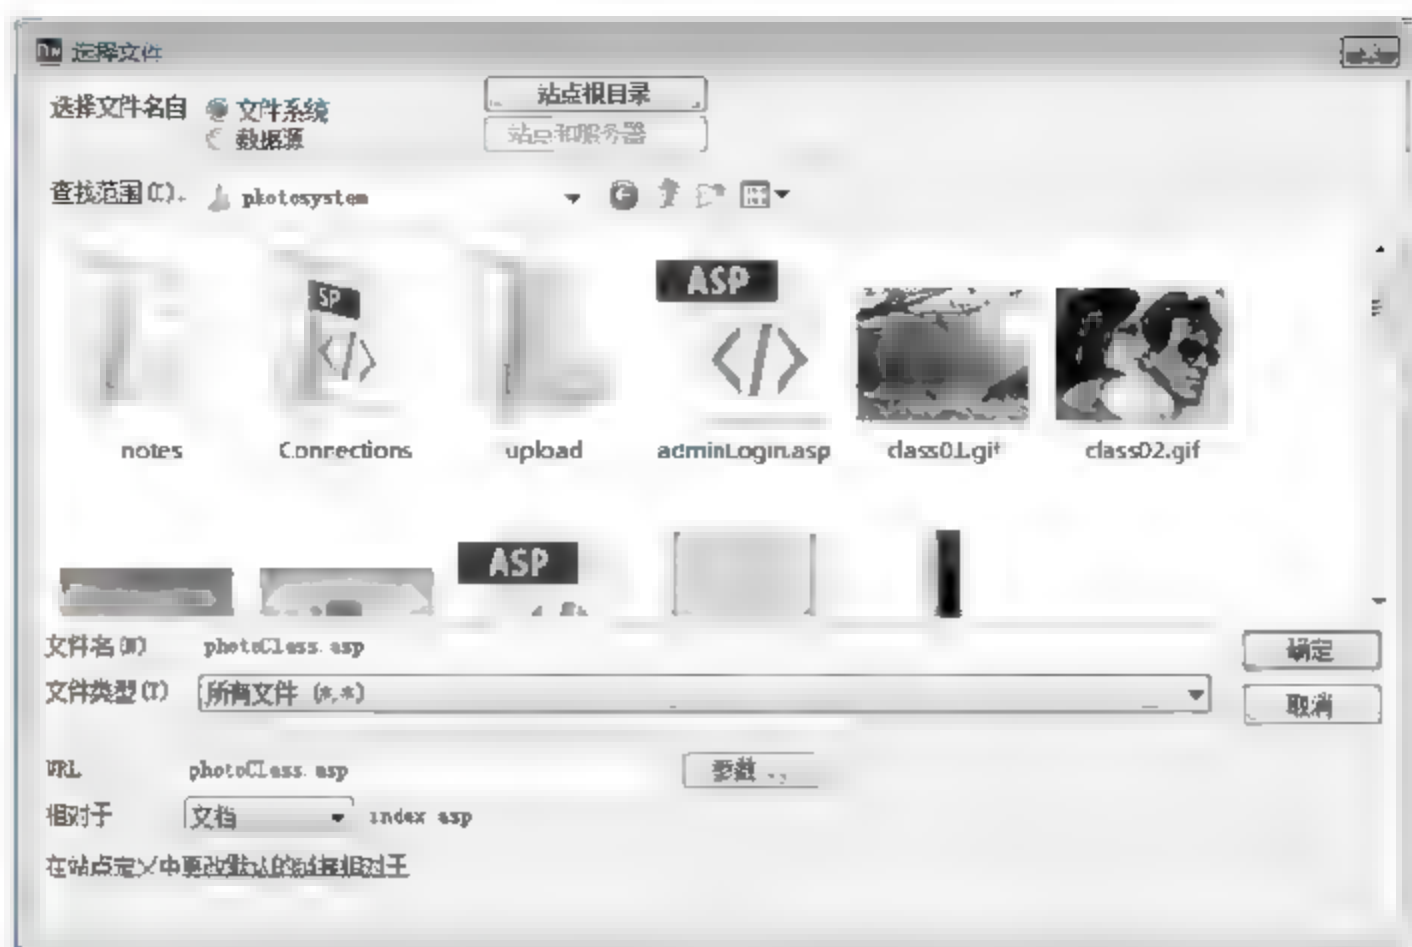 Dw 选择文件
选择文件名自 文件系统 站点根目录
数据源 站点和服务器
查找范围(I): photosystem
ASP
SP
notes Connections upload adminLogin.asp class01.gif class02.gif
ASP
文件名(N) photoClass.asp 确定
文件类型(T) 所有文件 (*.*) 取消
URL photoClass.asp 参数...
相对于 文档 index.asp
在站点定义中更改默认的链接相对于